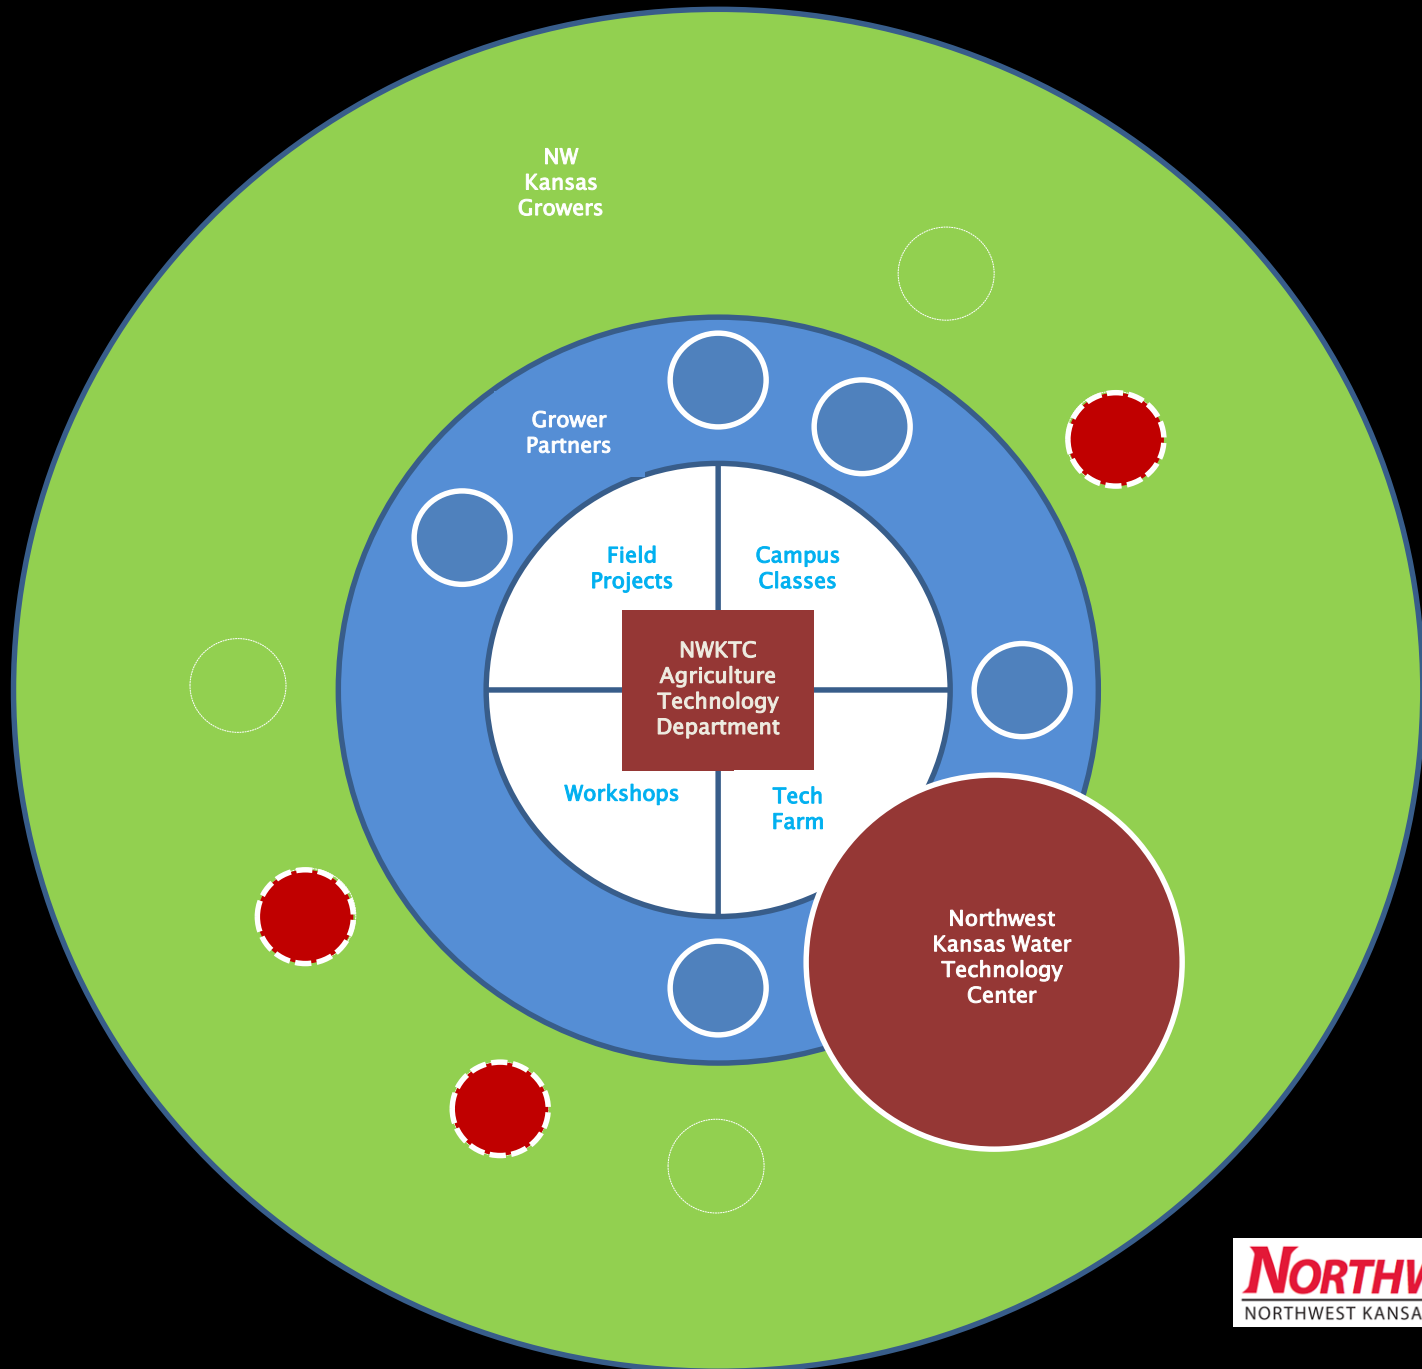 NW
Kansas
Growers
Grower
Partners
Field
Projects
Campus
Classes
NWKTC
Agriculture
Technology
Department
Workshops
Tech
Farm
Northwest
Kansas Water
Technology
Center
NORTHWEST KANSA